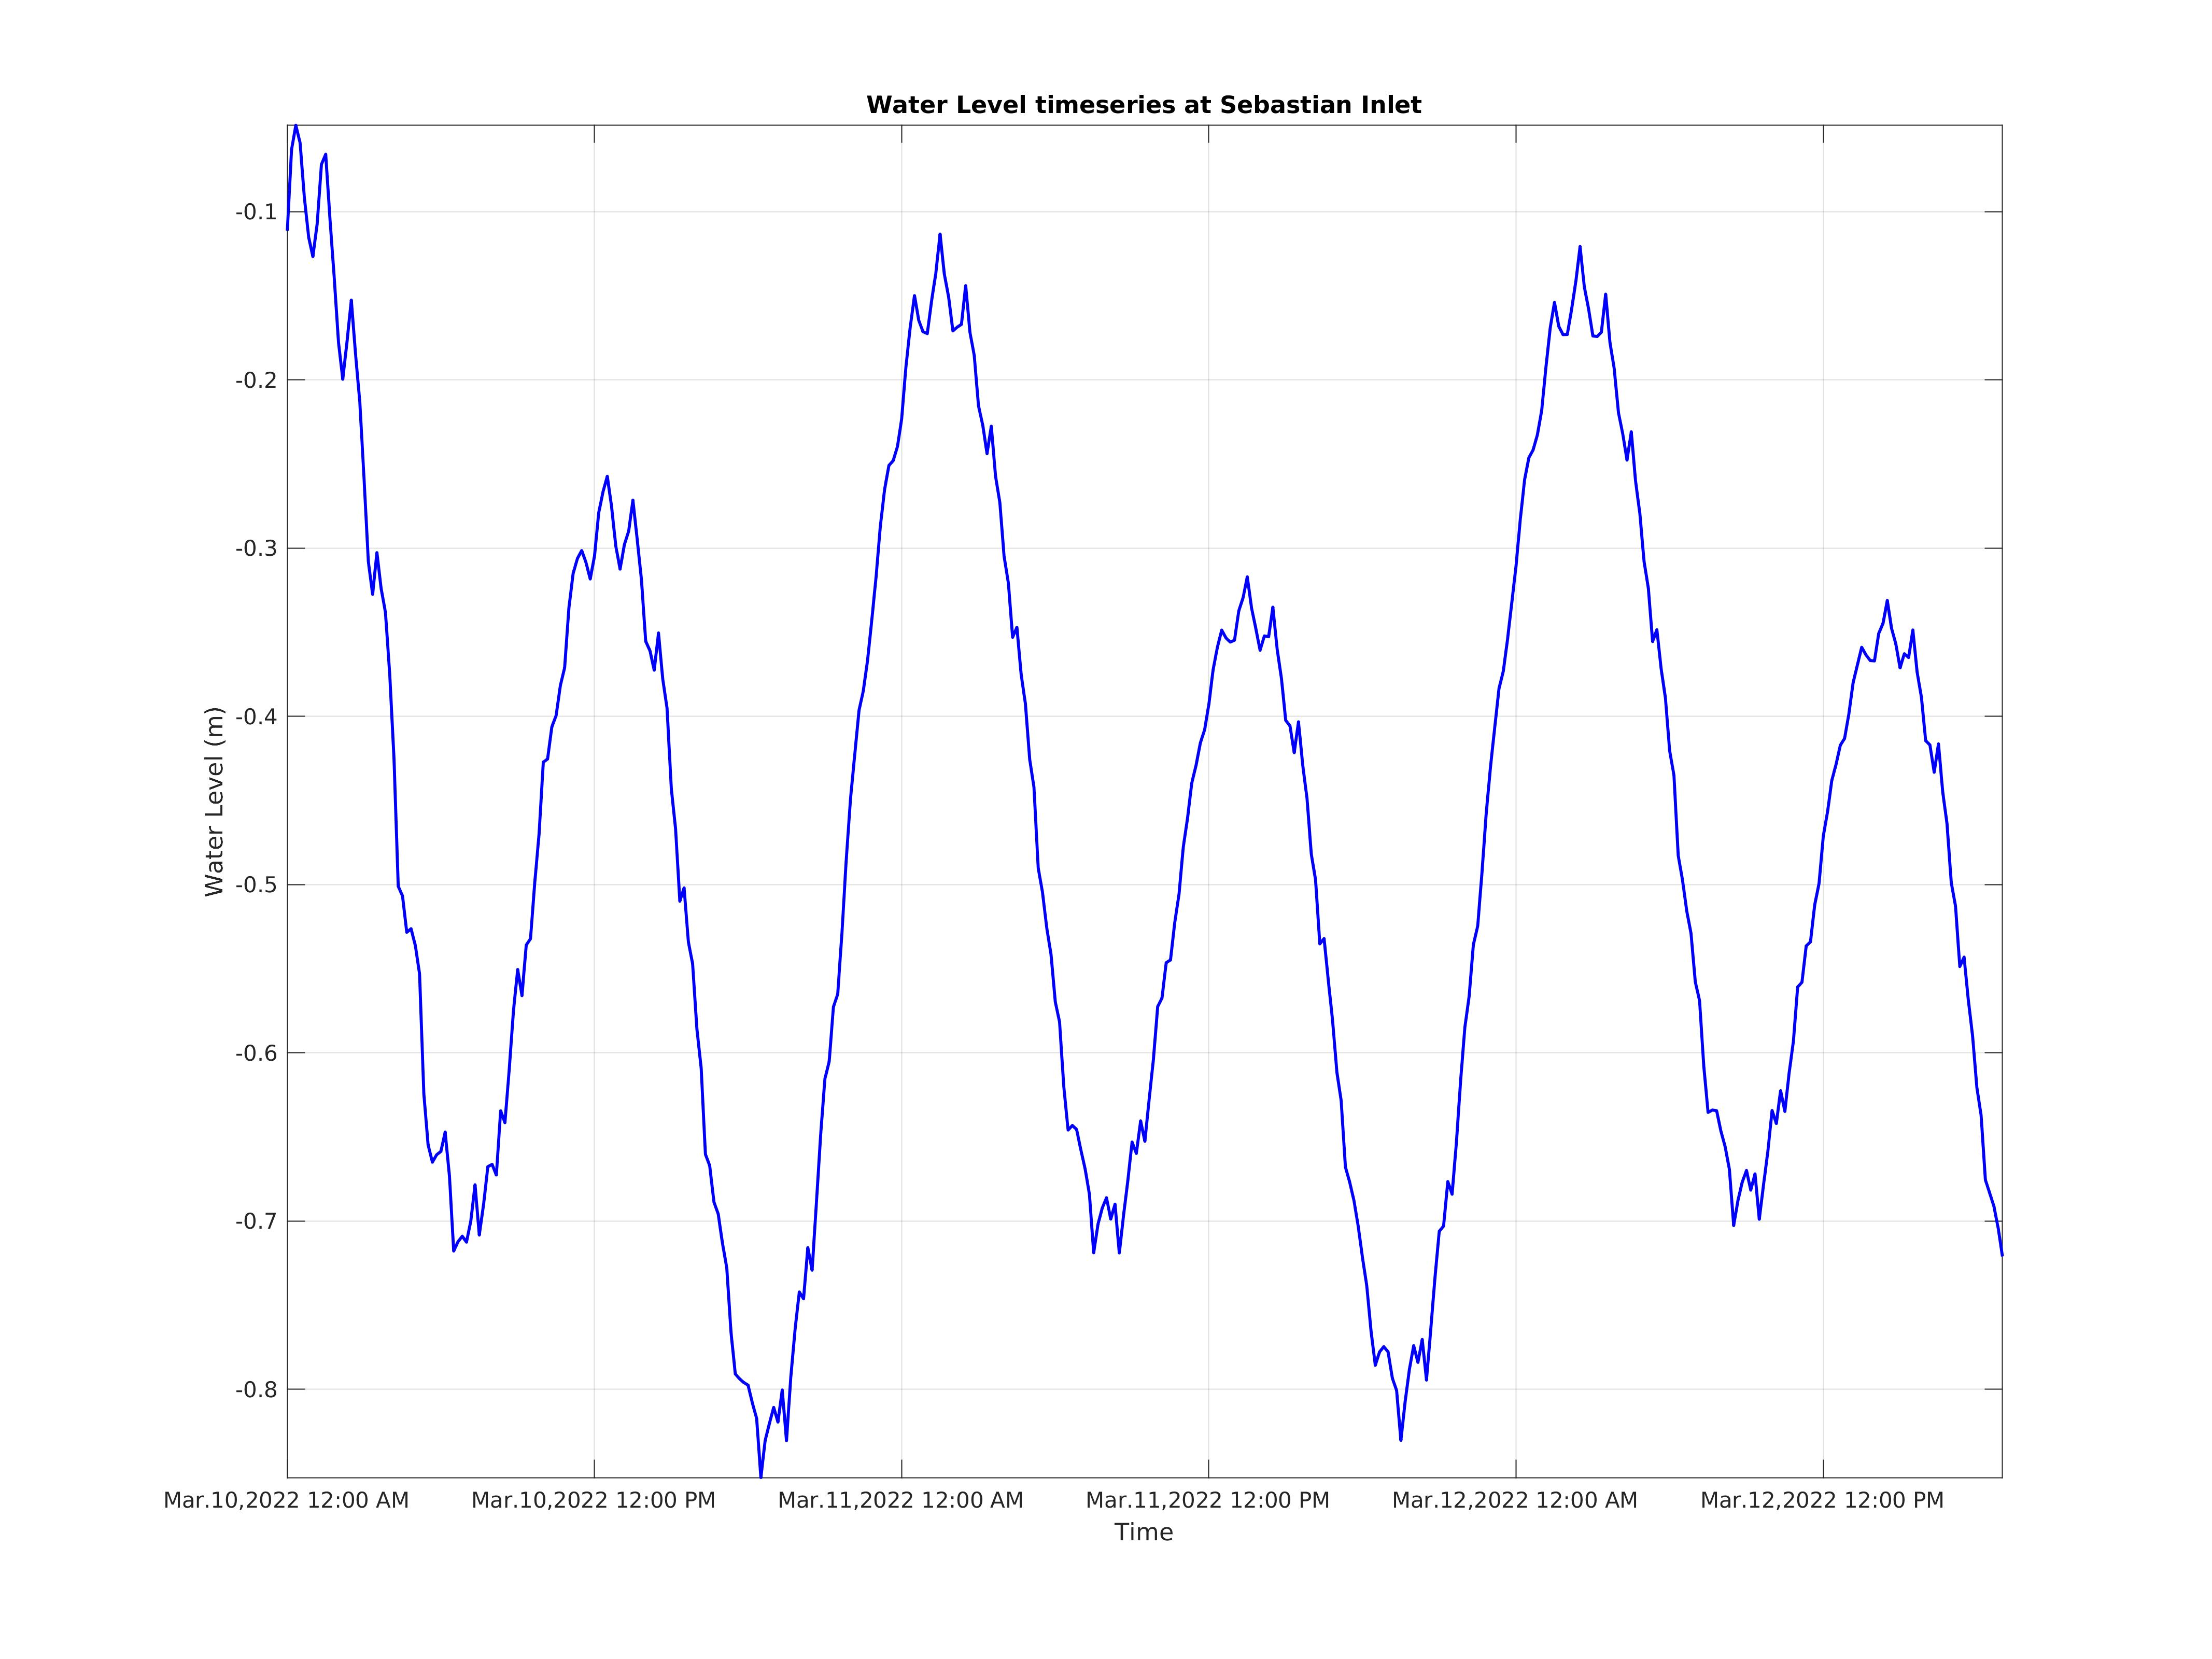 Water Level timeseries at Sebastian Inlet
-0.1
-0.2
-0.3
-0.4
-0.5
-0.6
-0.7
-0.8
Water Level (m)
Mar.10,2022 12:00 AM
Mar.10,2022 12:00 PM
Mar.11,2022 12:00 AM
Mar.11,2022 12:00 PM
Mar.12,2022 12:00 AM
Mar.12,2022 12:00 PM
Time